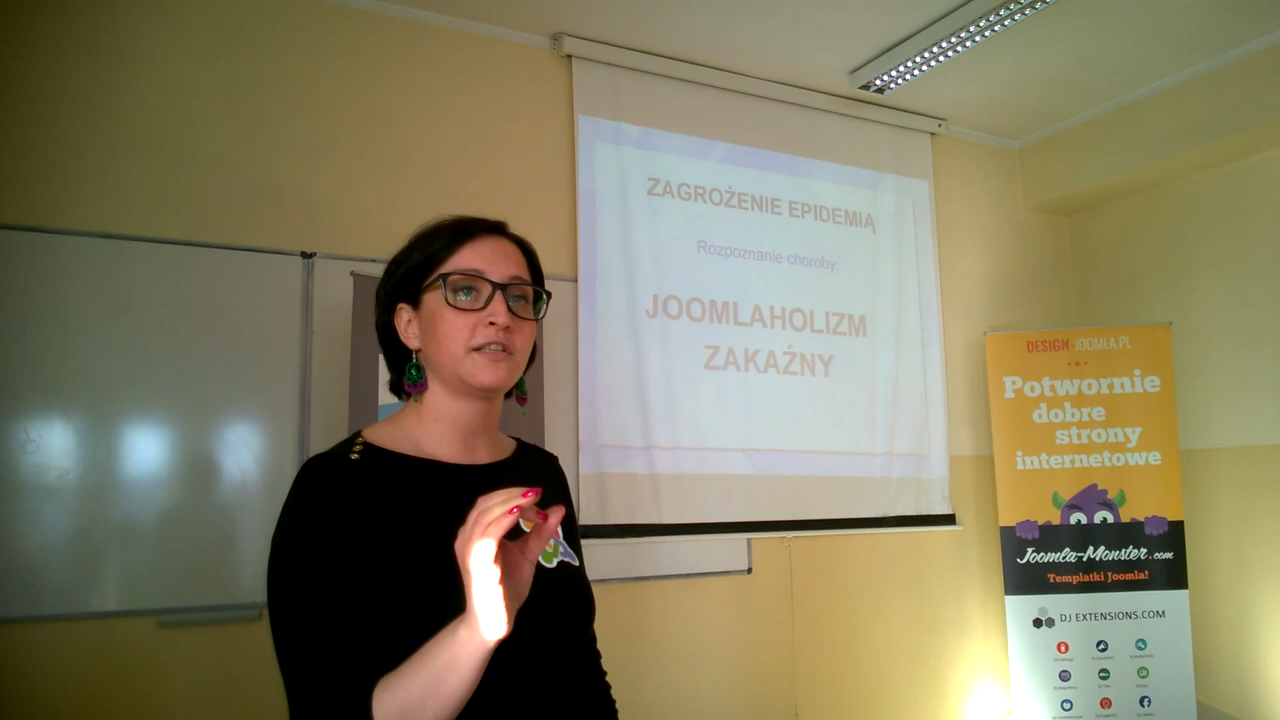 ZAGROŻENIE EPIDEMIĄ
Rozpoznanie choroby:
JOOMLAHOLIZM
ZAKAŹNY
DESIGN-JOOMLA.PL
Potwornie
dobre
strony
internetowe
Joomla-Monster.com
Templatki Joomla!
DJ EXTENSIONS.COM